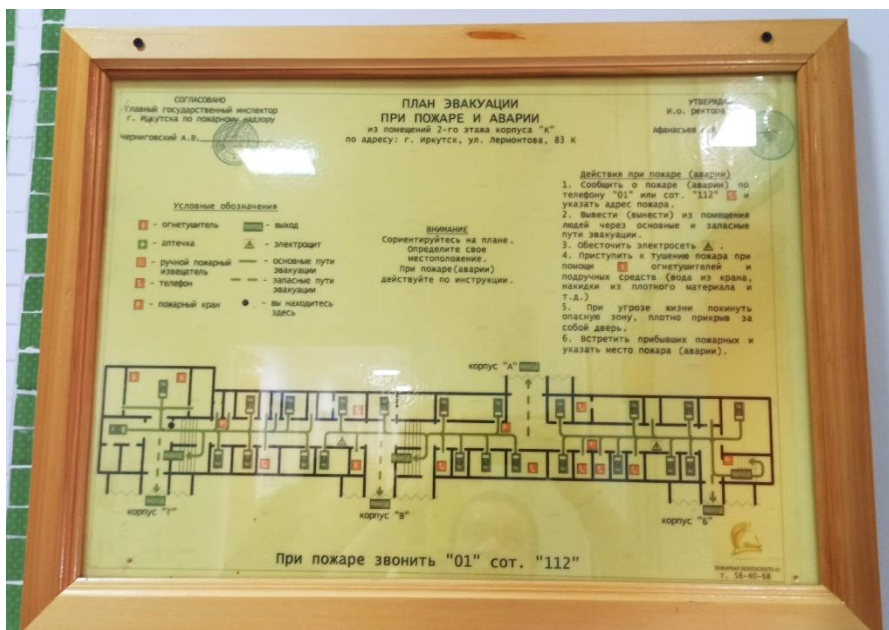 СОГЛАСОВАНО
Главный государственный инспектор
г. Иркутска по пожарному надзору
Черниговский А.В.
ПЛАН ЭВАКУАЦИИ
ПРИ ПОЖАРЕ И АВАРИИ
из помещений 2-го этажа корпуса "К"
по адресу: г. Иркутск, ул. Лермонтова, 83 К
УТВЕРЖДА
и.о. ректора
Афанасьев
Условные обозначения
- огнетушитель
- аптечка
- ручной пожарный
извещатель
- телефон
- пожарный кран
- выход
- электрощит
- основные пути
эвакуации
- запасные пути
эвакуации
- вы находитесь
здесь
ВНИМАНИЕ
Сориентируйтесь на плане.
Определите свое
местоположение.
При пожаре(аварии)
действуйте по инструкции.
Действия при пожаре (аварии)
1. Сообщить о пожаре (аварии) по
телефону "01" или сот. "112" и
указать адрес пожара.
2. Вывести (вынести) из помещения
людей через основные и запасные
пути эвакуации.
3. Обесточить электросеть .
4. Приступить к тушению пожара при
помощи огнетушителей и
подручных средств (вода из крана,
накидки из плотного материала и
т.д.)
5. При угрозе жизни покинуть
опасную зону, плотно прикрыв за
собой дверь.
6. Встретить прибывших пожарных и
указать место пожара (аварии).
корпус "А"
корпус "Г"
корпус "В"
корпус "Б"
При пожаре звонить "01" сот. "112"
ПОЖАРНАЯ БЕЗОПАСНОСТЬ
т. 56-40-68